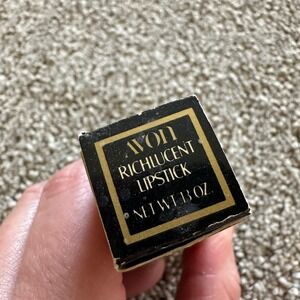 AVON
RICHLUCENT
LIPSTICK
NET WT. .13 OZ.